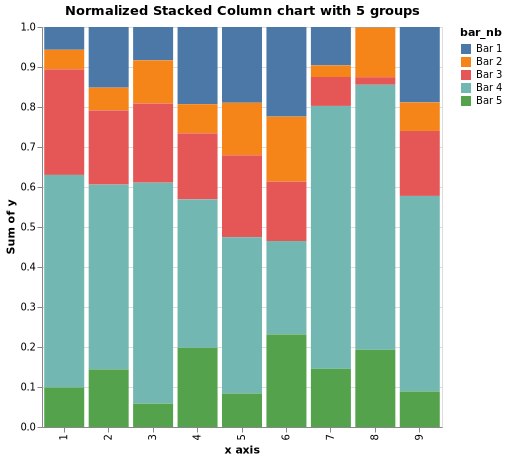 Normalized Stacked Column chart with 5 groups
bar_nb
Bar 1
Bar 2
Bar 3
Bar 4
Bar 5
Sum of y
1.0
0.9
0.8
0.7
0.6
0.5
0.4
0.3
0.2
0.1
0.0
1 2 3 4 5 6 7 8 9
x axis